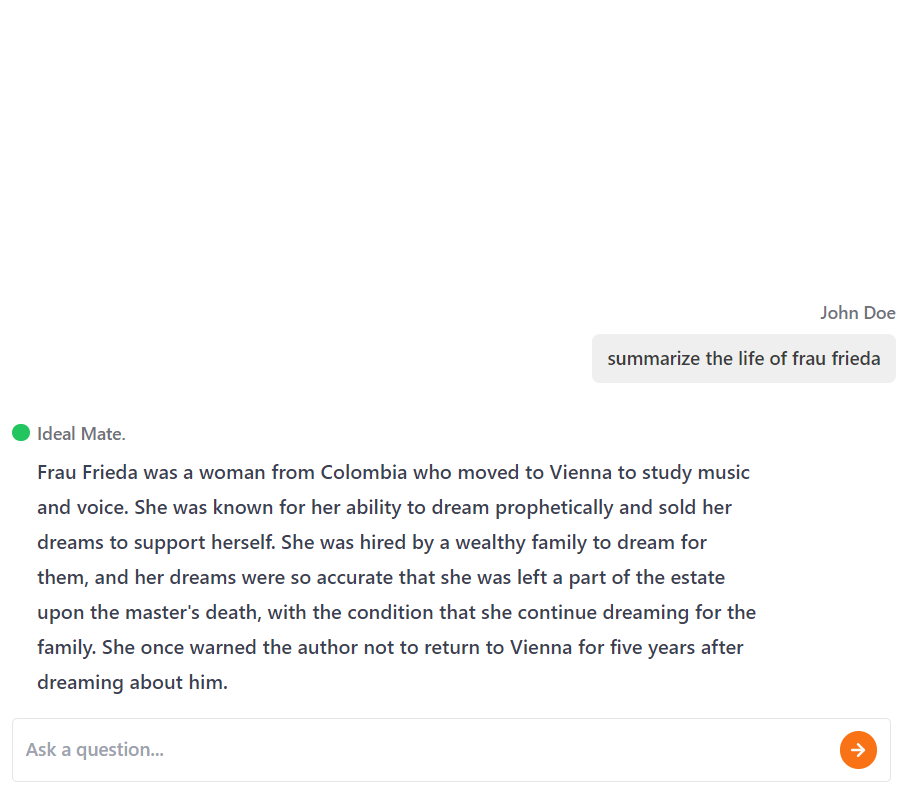 John Doe
summarize the life of frau frieda
Ideal Mate.
Frau Frieda was a woman from Colombia who moved to Vienna to study music
and voice. She was known for her ability to dream prophetically and sold her
dreams to support herself. She was hired by a wealthy family to dream for
them, and her dreams were so accurate that she was left a part of the estate
upon the master's death, with the condition that she continue dreaming for the
family. She once warned the author not to return to Vienna for five years after
dreaming about him.
Ask a question...